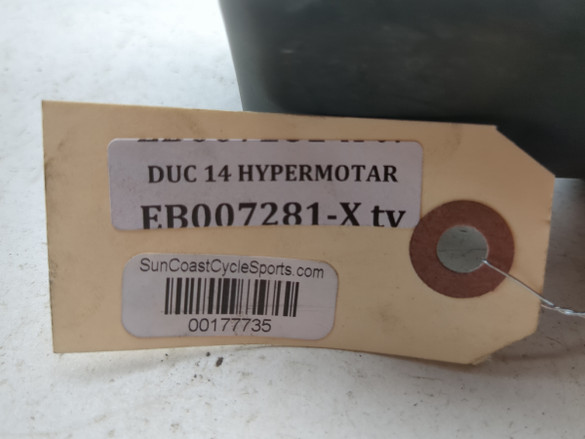 DUC 14 HYPERMOTAR
EB007281-X tv
SunCoastCycleSports.com
00177735